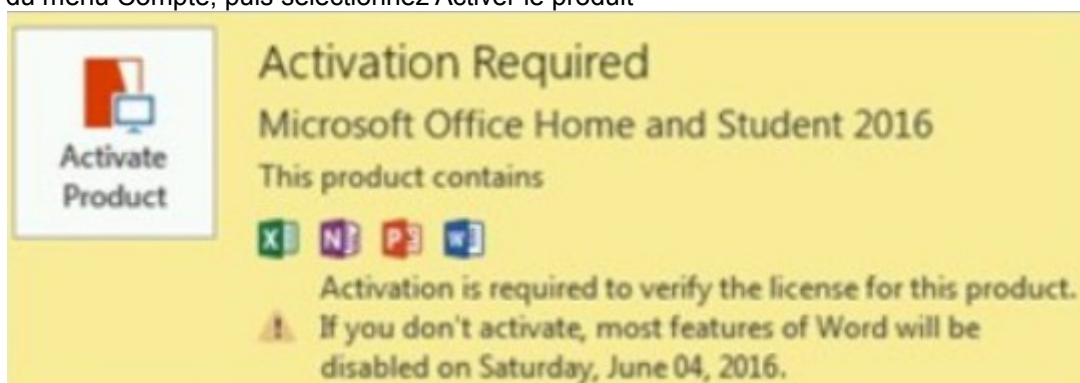 du menu Compte, puis sélectionnez Activer le produit
Activation Required
Microsoft Office Home and Student 2016
Activate
Product
This product contains
Activation is required to verify the license for this product.
If you don't activate, most features of Word will be
disabled on Saturday, June 04, 2016.